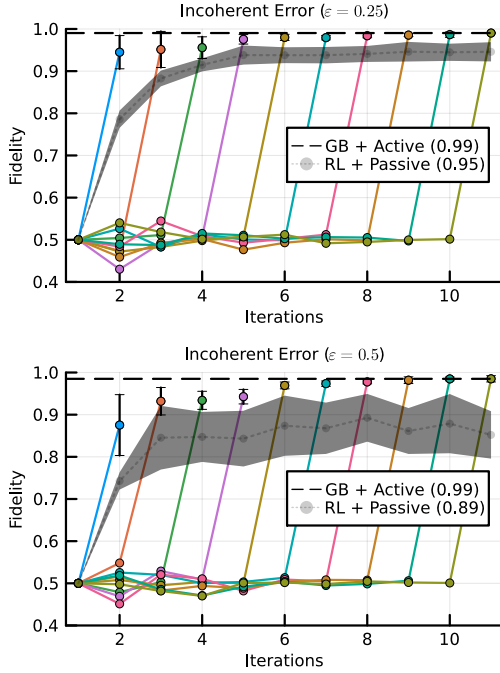 Incoherent Error (ε = 0.25)
1.0
0.9
0.8
0.7
0.6
0.5
0.4
Fidelity
GB + Active (0.99)
RL + Passive (0.95)
2 4 6 8 10
Iterations
Incoherent Error (ε = 0.5)
1.0
0.9
0.8
0.7
0.6
0.5
0.4
Fidelity
GB + Active (0.99)
RL + Passive (0.89)
2 4 6 8 10
Iterations